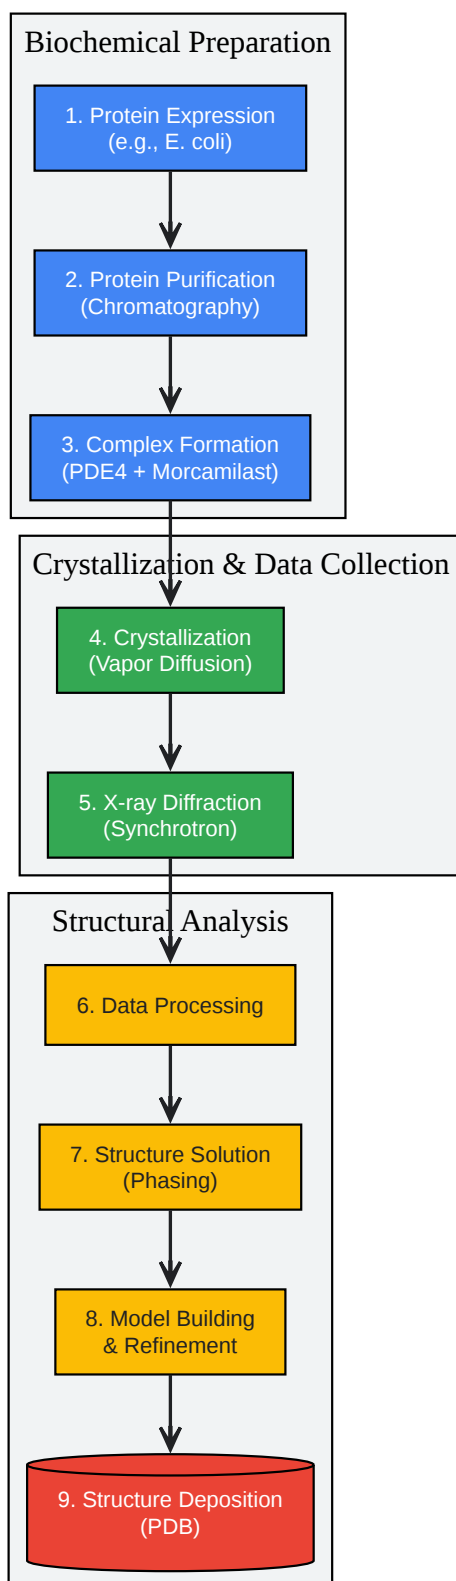 Biochemical Preparation
1. Protein Expression
(e.g., E. coli)
2. Protein Purification
(Chromatography)
3. Complex Formation
(PDE4 + Morcamilast)
Crystallization & Data Collection
4. Crystallization
(Vapor Diffusion)
5. X-ray Diffraction
(Synchrotron)
Structural Analysis
6. Data Processing
7. Structure Solution
(Phasing)
8. Model Building
& Refinement
9. Structure Deposition
(PDB)